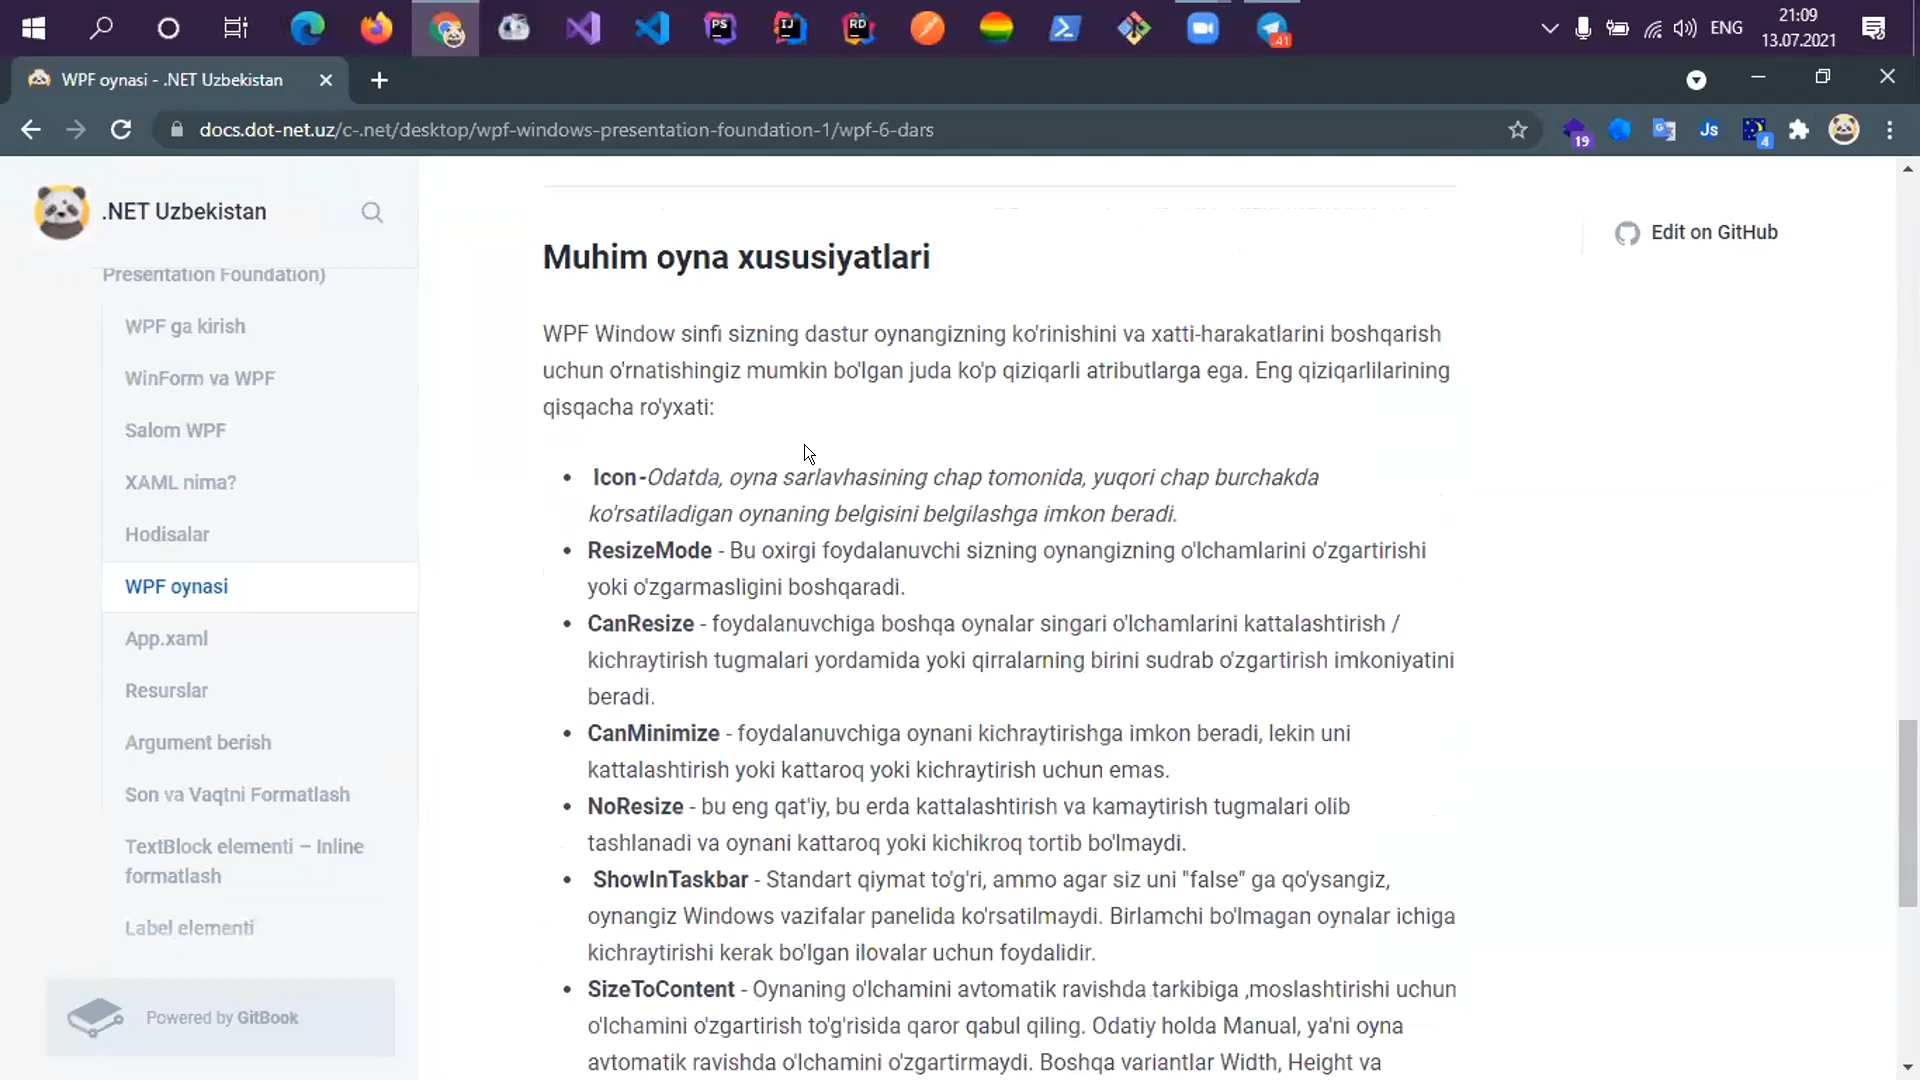 PS
IJ
RD
41
ENG
21:09
13.07.2021
WPF oynasi - .NET Uzbekistan
docs.dot-net.uz/c-.net/desktop/wpf-windows-presentation-foundation-1/wpf-6-dars
19
Js
4
.NET Uzbekistan
Presentation Foundation)
WPF ga kirish
WinForm va WPF
Salom WPF
XAML nima?
Hodisalar
WPF oynasi
App.xaml
Resurslar
Argument berish
Son va Vaqtni Formatlash
TextBlock elementi – Inline
formatlash
Label elementi
Powered by GitBook
Muhim oyna xususiyatlari
WPF Window sinfi sizning dastur oynangizning ko'rinishini va xatti-harakatlarini boshqarish
uchun o'rnatishingiz mumkin bo'lgan juda ko'p qiziqarli atributlarga ega. Eng qiziqarlilarining
qisqacha ro'yxati:
• Icon-Odatda, oyna sarlavhasining chap tomonida, yuqori chap burchakda
ko'rsatiladigan oynaning belgisini belgilashga imkon beradi.
• ResizeMode - Bu oxirgi foydalanuvchi sizning oynangizning o'lchamlarini o'zgartirishi
yoki o'zgarmasligini boshqaradi.
• CanResize - foydalanuvchiga boshqa oynalar singari o'lchamlarini kattalashtirish /
kichraytirish tugmalari yordamida yoki qirralarning birini sudrab o'zgartirish imkoniyatini
beradi.
• CanMinimize - foydalanuvchiga oynani kichraytirishga imkon beradi, lekin uni
kattalashtirish yoki kattaroq yoki kichraytirish uchun emas.
• NoResize - bu eng qat'iy, bu erda kattalashtirish va kamaytirish tugmalari olib
tashlanadi va oynani kattaroq yoki kichikroq tortib bo'lmaydi.
• ShowInTaskbar - Standart qiymat to'g'ri, ammo agar siz uni "false" ga qo'ysangiz,
oynangiz Windows vazifalar panelida ko'rsatilmaydi. Birlamchi bo'lmagan oynalar ichiga
kichraytirishi kerak bo'lgan ilovalar uchun foydalidir.
• SizeToContent - Oynaning o'lchamini avtomatik ravishda tarkibiga ,moslashtirishi uchun
o'lchamini o'zgartirish to'g'risida qaror qabul qiling. Odatiy holda Manual, ya'ni oyna
avtomatik ravishda o'lchamini o'zgartirmaydi. Boshqa variantlar Width, Height va
Edit on GitHub